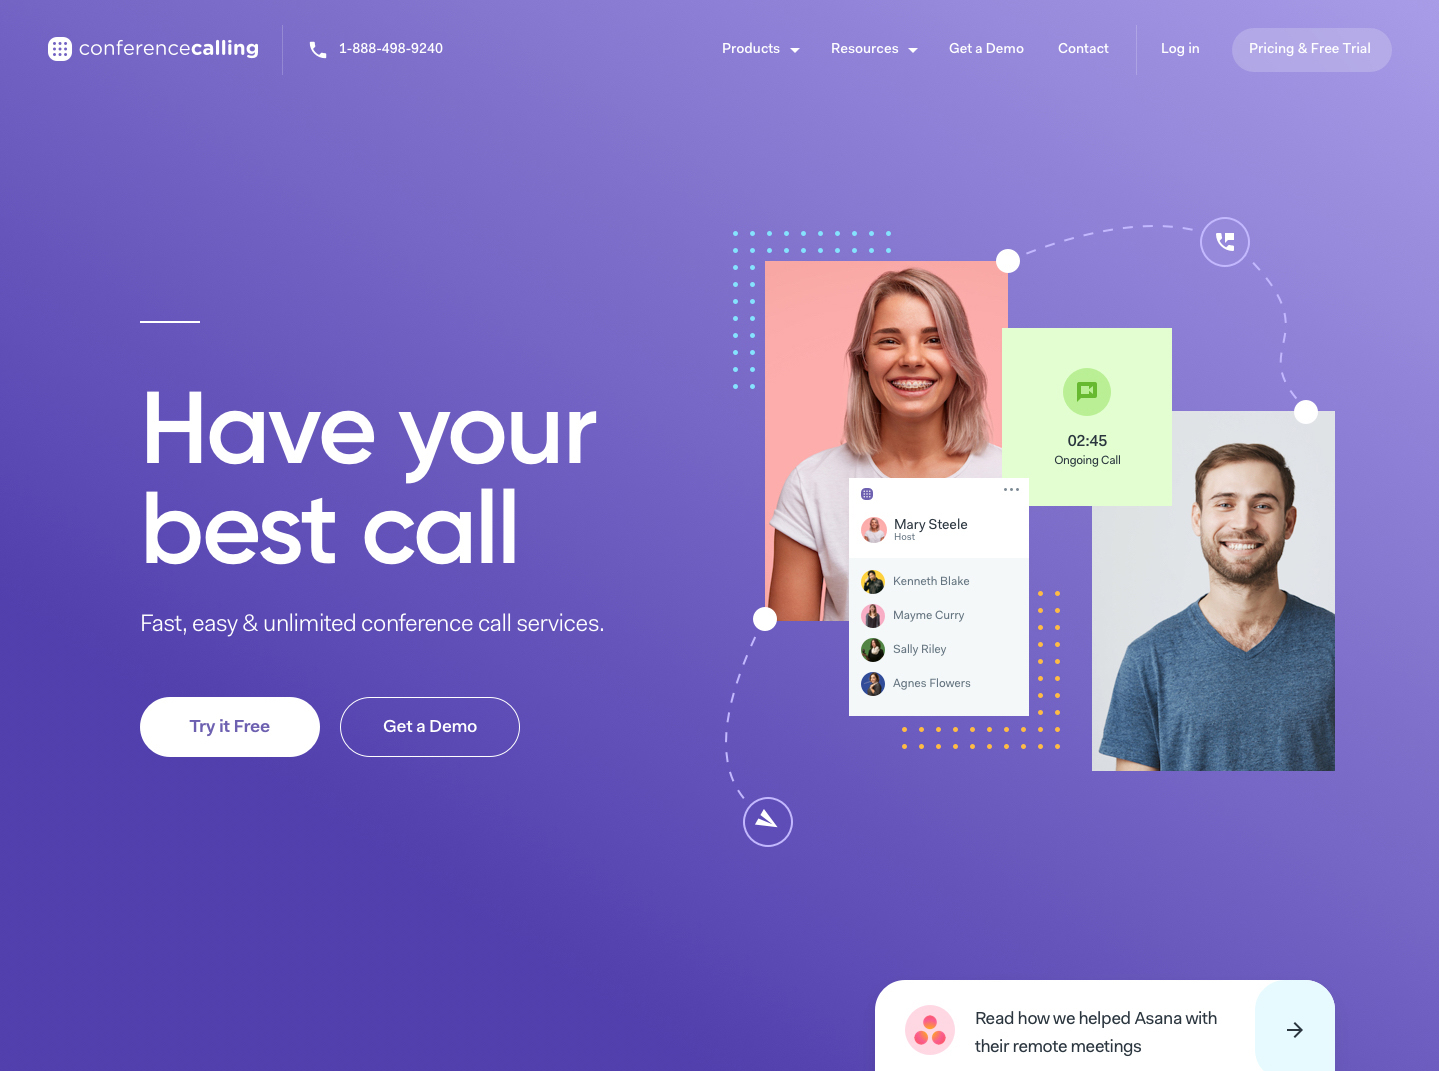 conferencecalling
1-888-498-9240
Products
Resources
Get a Demo
Contact
Log in
Pricing & Free Trial
Have your
best call
Fast, easy & unlimited conference call services.
Try it Free
Get a Demo
02:45
Ongoing Call
Mary Steele
Host
Kenneth Blake
Mayme Curry
Sally Riley
Agnes Flowers
Read how we helped Asana with
their remote meetings